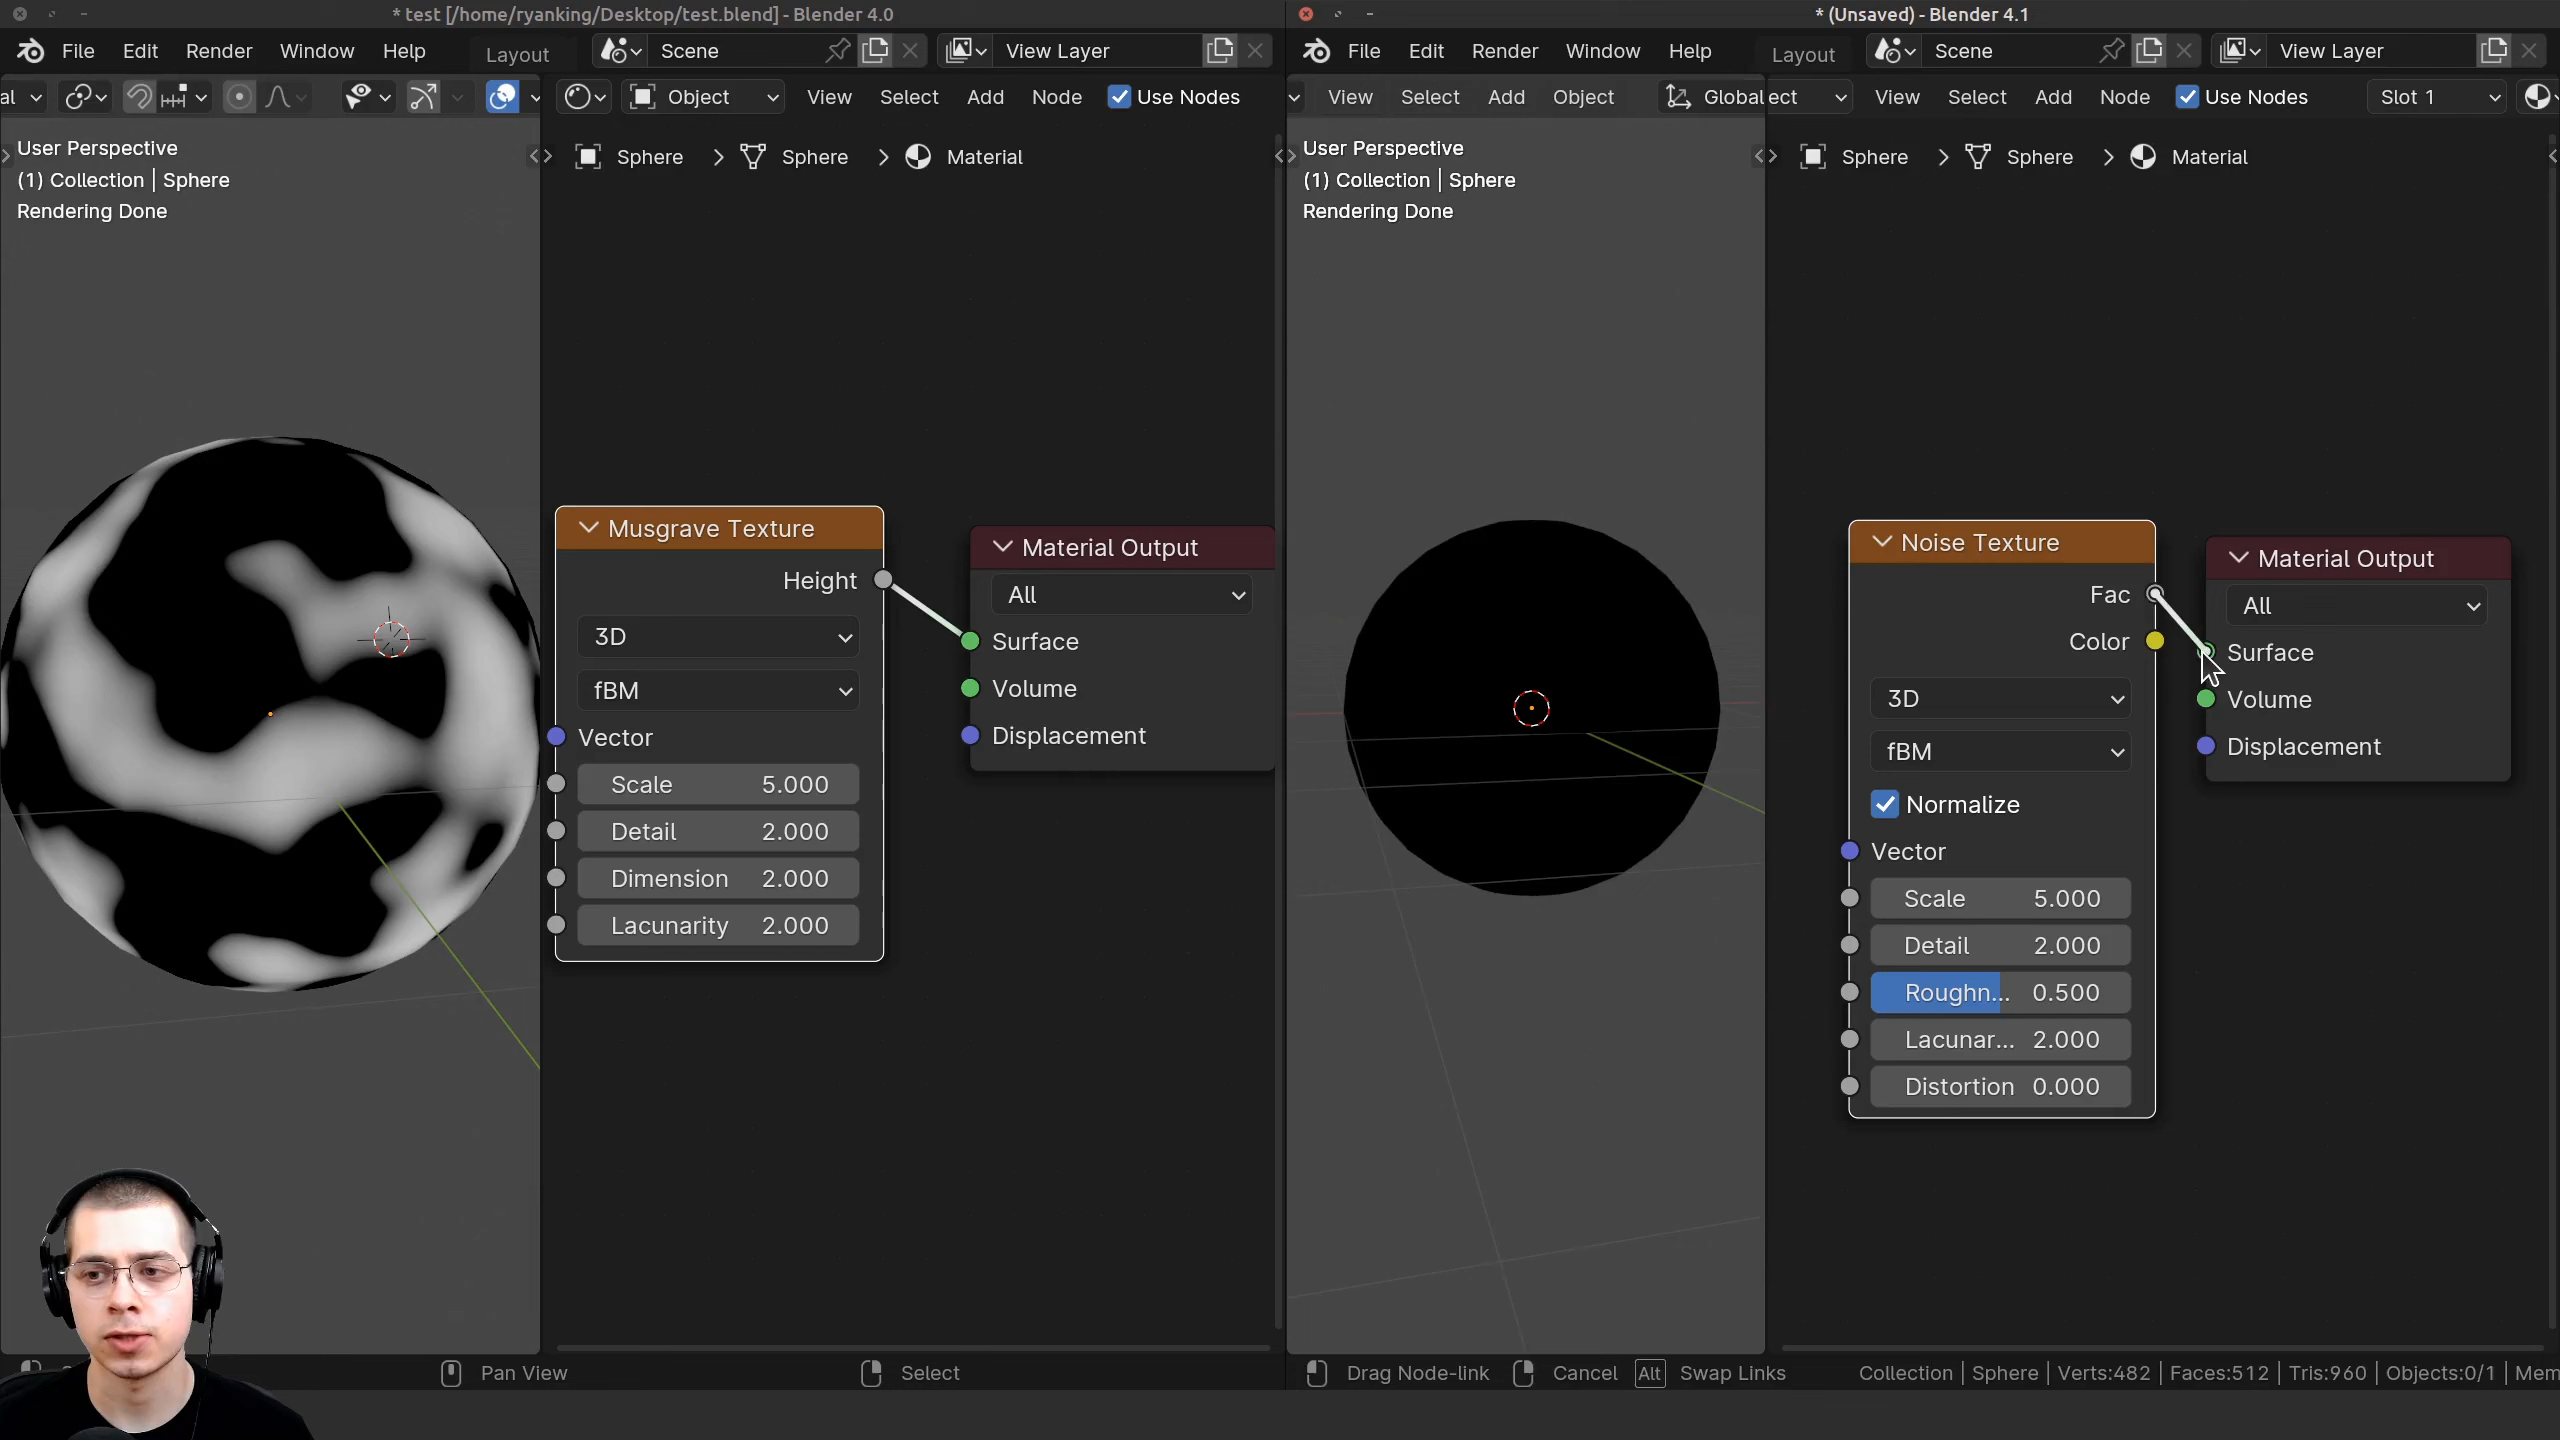 * test [/home/ryanking/Desktop/test.blend] - Blender 4.0
File Edit Render Window Help Layout Scene View Layer
al Object View Select Add Node Use Nodes
User Perspective
(1) Collection | Sphere
Rendering Done
Sphere > Sphere > Material
Musgrave Texture
Height
3D
fBM
Vector
Scale 5.000
Detail 2.000
Dimension 2.000
Lacunarity 2.000
Material Output
All
Surface
Volume
Displacement
Pan View
Select
* (Unsaved) - Blender 4.1
File Edit Render Window Help Layout Scene View Layer
View Select Add Object Global ect View Select Add Node Use Nodes Slot 1
User Perspective
(1) Collection | Sphere
Rendering Done
Sphere > Sphere > Material
Noise Texture
Fac
Color
3D
fBM
Normalize
Vector
Scale 5.000
Detail 2.000
Roughn... 0.500
Lacunar... 2.000
Distortion 0.000
Material Output
All
Surface
Volume
Displacement
Drag Node-link Cancel Alt Swap Links Collection | Sphere | Verts:482 | Faces:512 | Tris:960 | Objects:0/1 | Mem